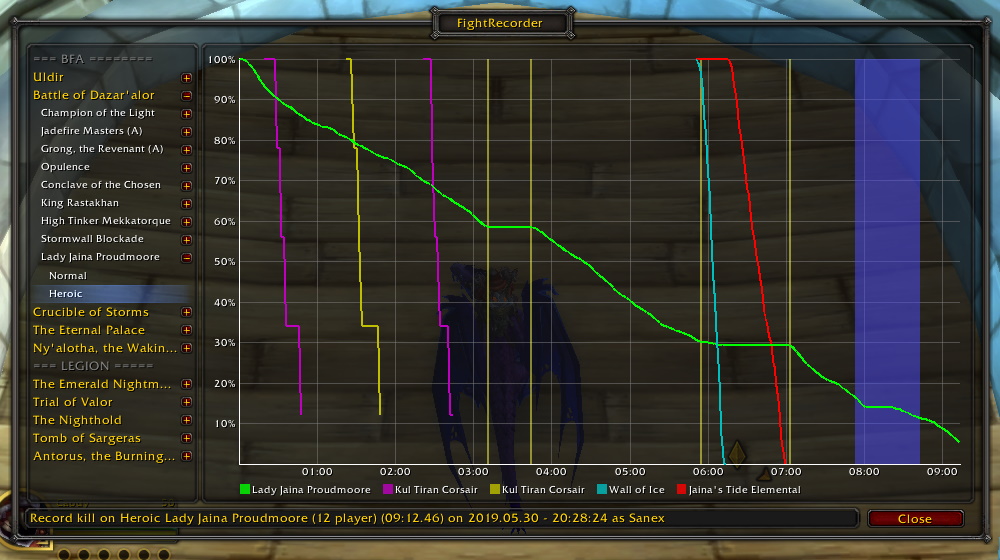 FightRecorder
=== BFA ========
Uldir
Battle of Dazar'alor
Champion of the Light
Jadefire Masters (A)
Grong, the Revenant (A)
Opulence
Conclave of the Chosen
King Rastakhan
High Tinker Mekkatorque
Stormwall Blockade
Lady Jaina Proudmoore
Normal
Heroic
Crucible of Storms
The Eternal Palace
Ny'alotha, the Wakin...
=== LEGION =====
The Emerald Nightm...
Trial of Valor
The Nighthold
Tomb of Sargeras
Antorus, the Burning...
100%
90%
80%
70%
60%
50%
40%
30%
20%
10%
01:00 02:00 03:00 04:00 05:00 06:00 07:00 08:00 09:00
Lady Jaina Proudmoore Kul Tiran Corsair Kul Tiran Corsair Wall of Ice Jaina's Tide Elemental
Record kill on Heroic Lady Jaina Proudmoore (12 player) (09:12.46) on 2019.05.30 - 20:28:24 as Sanex
Close